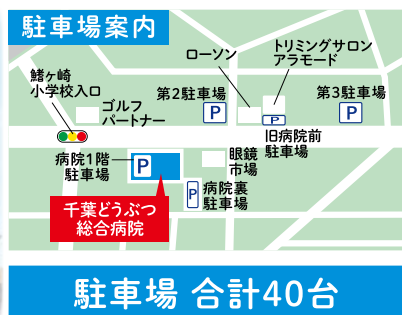 駐車場案内
トリミングサロン
アラモード
ローソン
鰭ヶ崎
小学校入口
ゴルフ
パートナー
第2駐車場
P
第3駐車場
P
P
旧病院前
駐車場
病院1階
駐車場
P
眼鏡
市場
P
病院裏
駐車場
千葉どうぶつ
総合病院
駐車場 合計40台